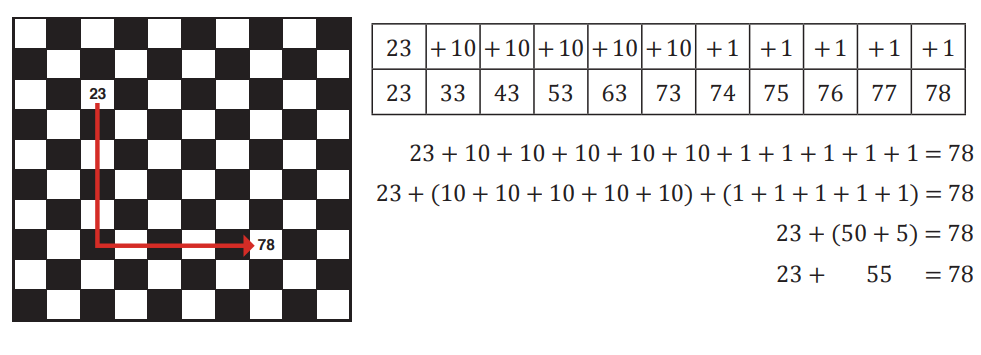 23
78
23 +10 +10 +10 +10 +10 +1 +1 +1 +1 +1
23 33 43 53 63 73 74 75 76 77 78
23 + 10 + 10 + 10 + 10 + 10 + 1 + 1 + 1 + 1 + 1 = 78
23 + (10 + 10 + 10 + 10 + 10) + (1 + 1 + 1 + 1 + 1) = 78
23 + (50 + 5) = 78
23 + 55 = 78